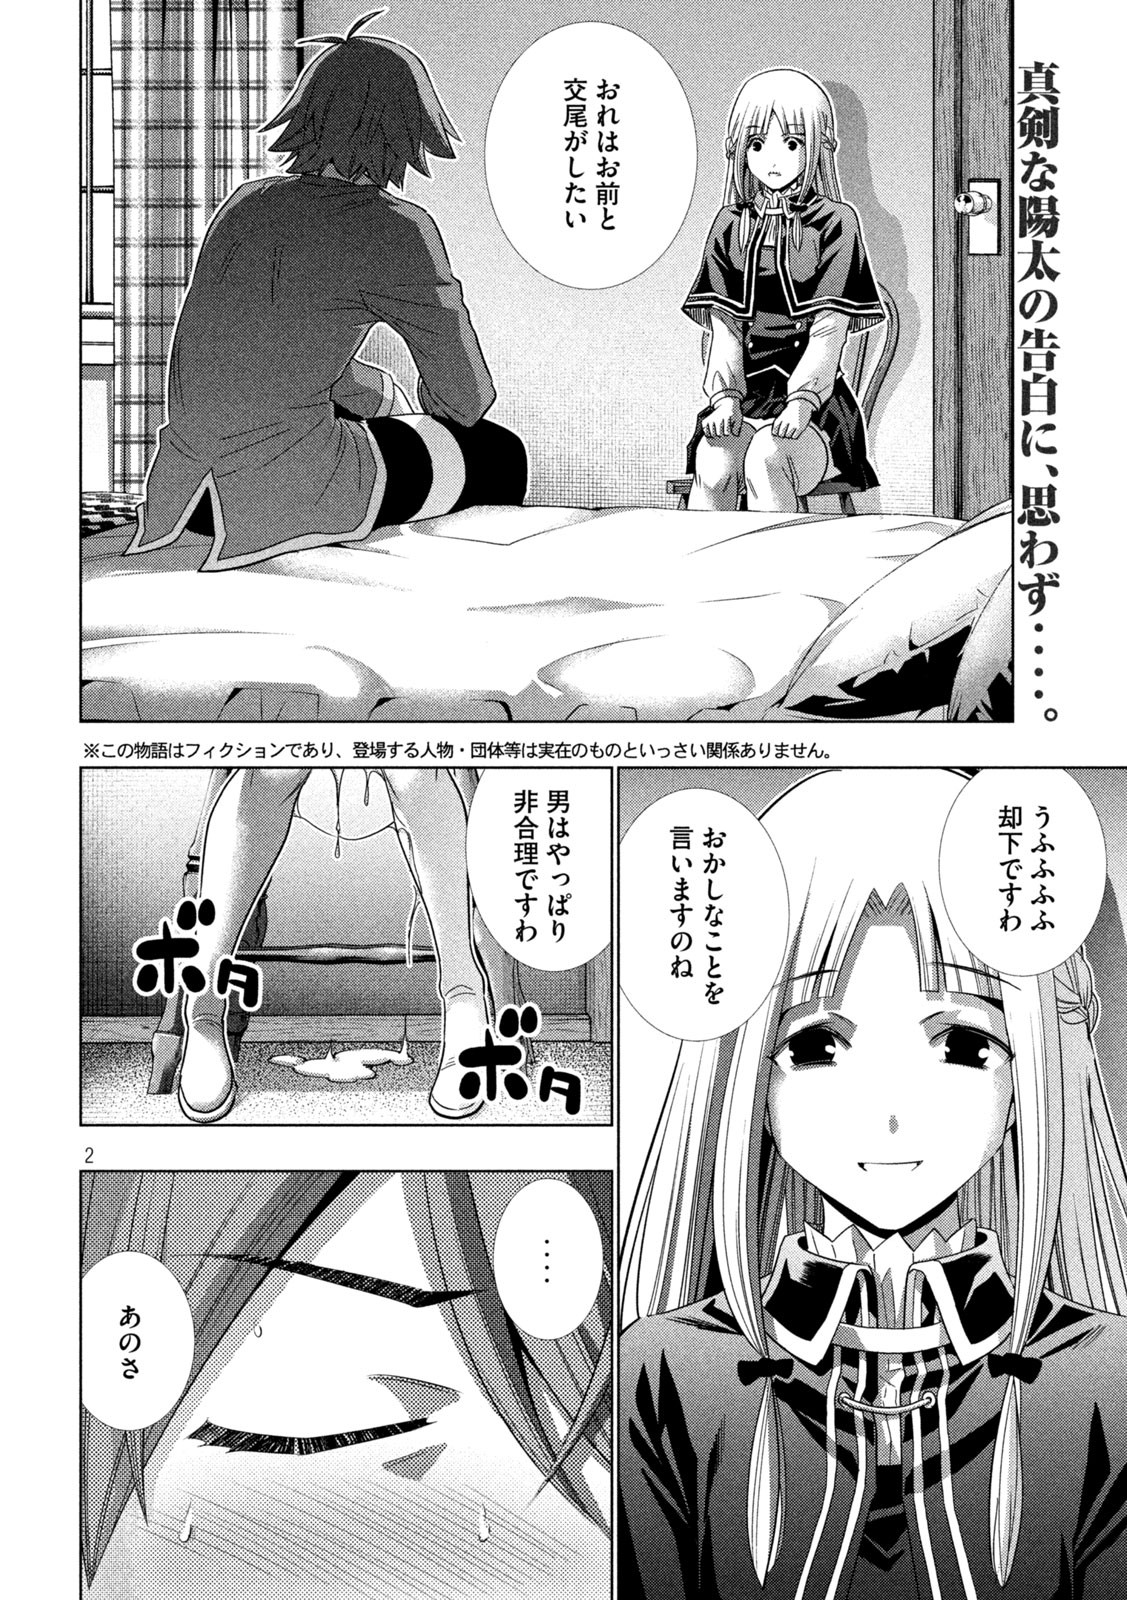 真剣な陽太の告白に、思わず・・・・・。
おれはお前と
交尾がしたい
※この物語はフィクションであり、登場する人物・団体等は実在のものといっさい関係ありません。
うふふふふ
却下ですわ
おかしなことを
言いますのね
男はやっぱり
非合理ですわ
ボタ
ボタ
・・・・
あのさ
2